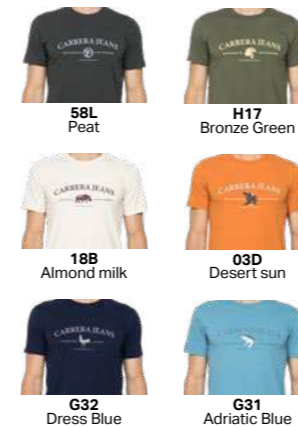 CARRERA JEANS
58L
Peat
CARRERA JEANS
H17
Bronze Green
CARRERA JEANS
18B
Almond milk
CARRERA JEANS
03D
Desert sun
CARRERA JEANS
G32
Dress Blue
G31
Adriatic Blue